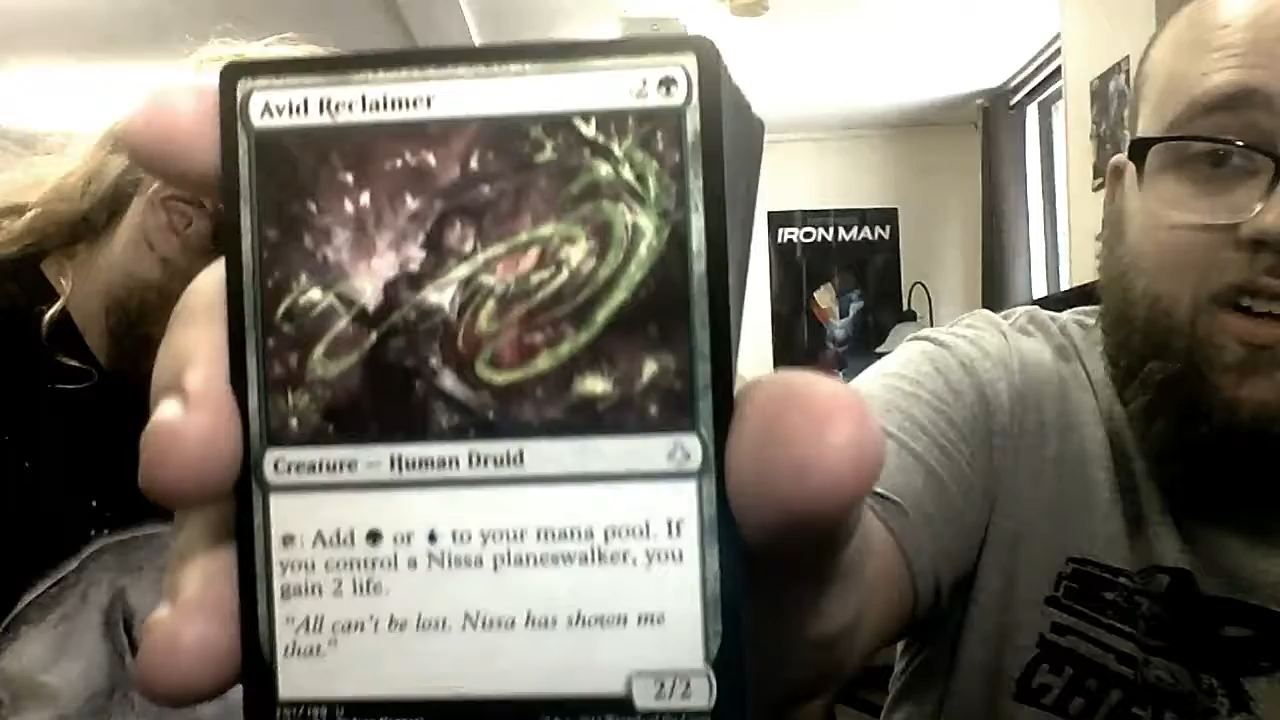 Avid Reclaimer 2
IRON MAN
Creature — Human Druid
: Add or to your mana pool. If
you control a Nissa planeswalker, you
gain 2 life.
"All can't be lost. Nissa has shown me
that."
2/2